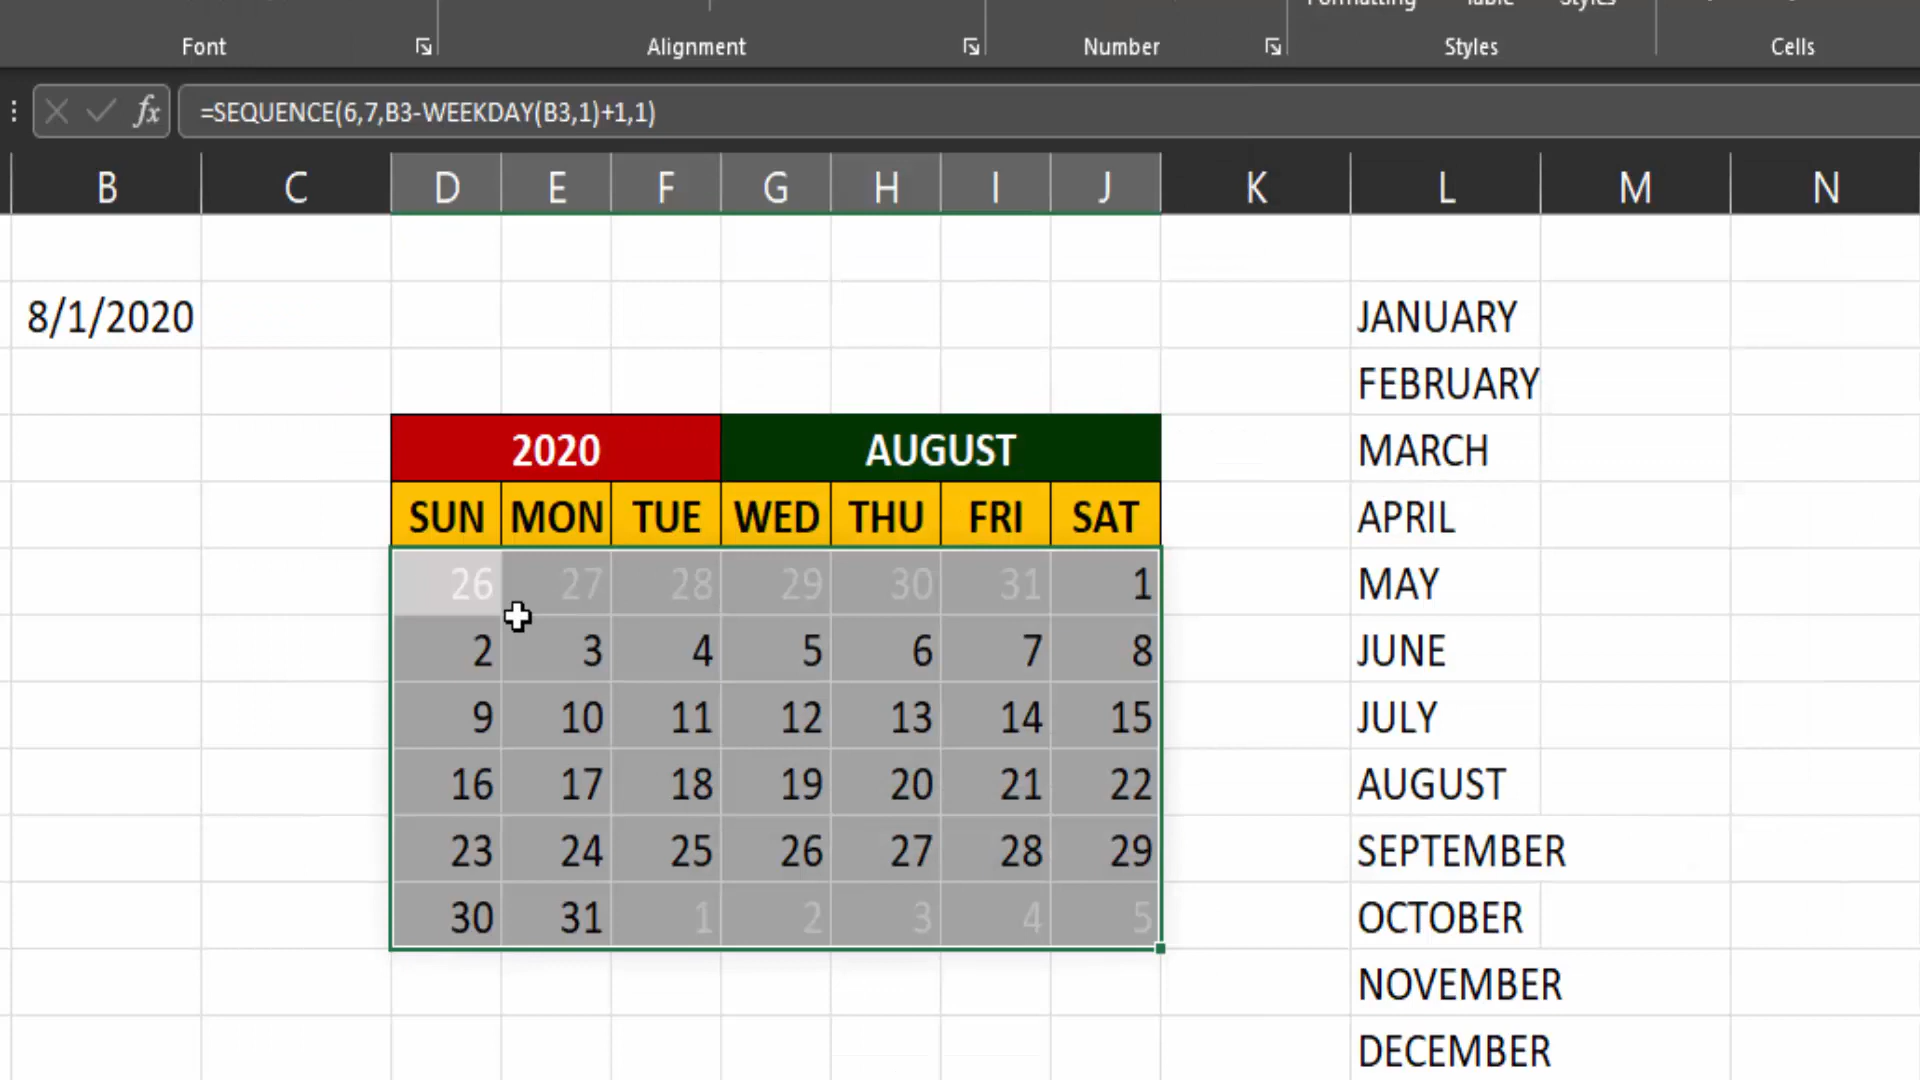 Formatting Table Styles
Font Alignment Number Styles Cells
fx =SEQUENCE(6,7,B3-WEEKDAY(B3,1)+1,1)
B C D E F G H I J K L M N
8/1/2020 JANUARY
FEBRUARY
2020 AUGUST MARCH
SUN MON TUE WED THU FRI SAT APRIL
26 27 28 29 30 31 1 MAY
2 3 4 5 6 7 8 JUNE
9 10 11 12 13 14 15 JULY
16 17 18 19 20 21 22 AUGUST
23 24 25 26 27 28 29 SEPTEMBER
30 31 1 2 3 4 5 OCTOBER
NOVEMBER
DECEMBER